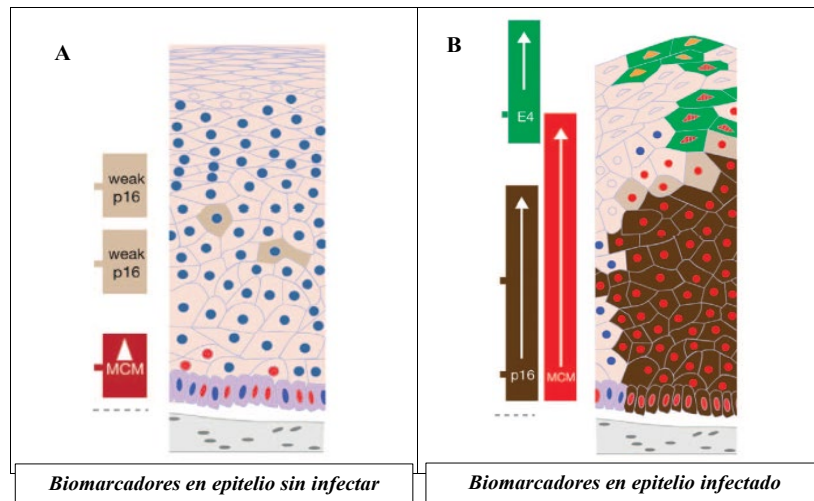 A
weak
p16
weak
p16
MCM
Biomarcadores en epitelio sin infectar
B
E4
p16
MCM
Biomarcadores en epitelio infectado